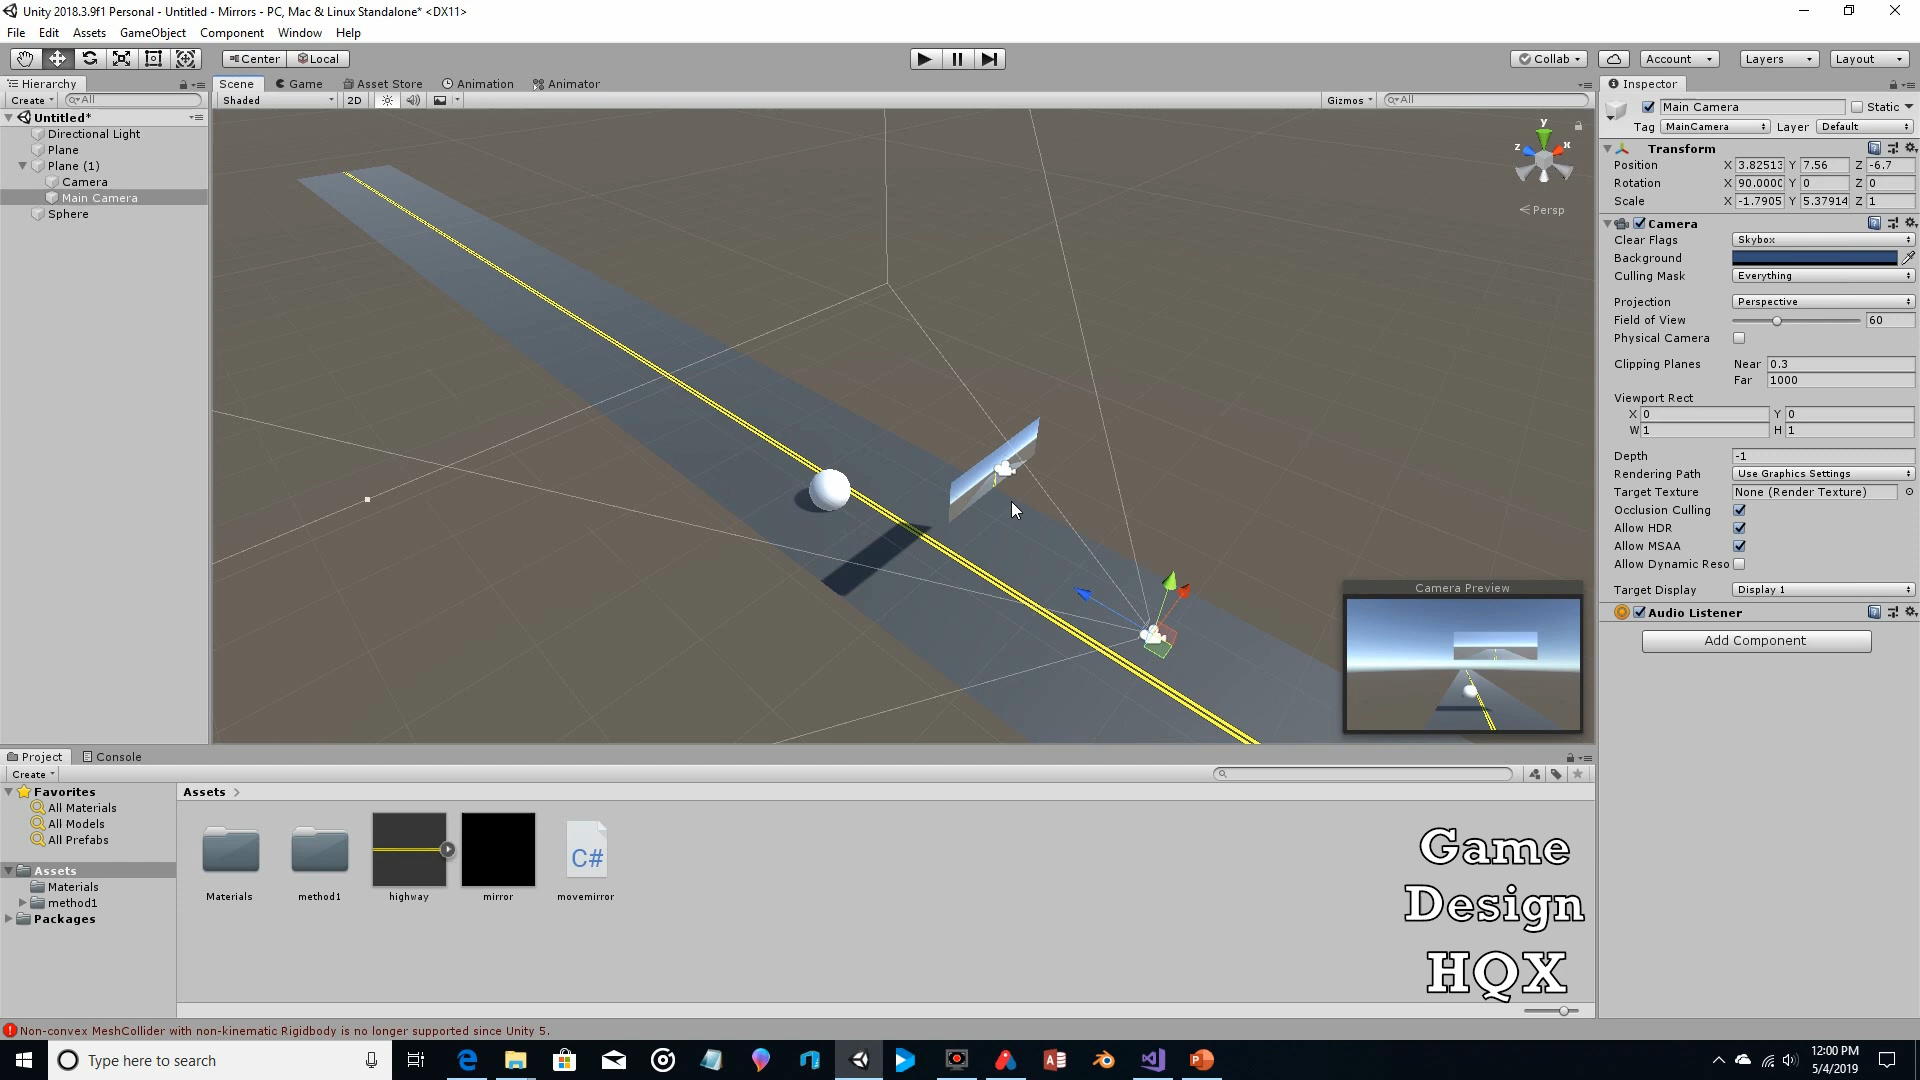 Unity 2018.3.9f1 Personal - Untitled - Mirrors - PC, Mac & Linux Standalone* <DX11>
File Edit Assets GameObject Component Window Help
Center Local Collab Account Layers Layout
Hierarchy
Create All
Untitled*
Directional Light
Plane
Plane (1)
Camera
Main Camera
Sphere
Scene Game Asset Store Animation Animator
Shaded 2D Gizmos All
y
z x
Persp
Camera Preview
Inspector
Main Camera Static
Tag MainCamera Layer Default
Transform
Position X 3.82513 Y 7.56 Z -6.7
Rotation X 90.0000 Y 0 Z 0
Scale X -1.7905 Y 5.37914 Z 1
Camera
Clear Flags Skybox
Background
Culling Mask Everything
Projection Perspective
Field of View 60
Physical Camera
Clipping Planes Near 0.3
Far 1000
Viewport Rect
X 0 Y 0
W 1 H 1
Depth -1
Rendering Path Use Graphics Settings
Target Texture None (Render Texture)
Occlusion Culling
Allow HDR
Allow MSAA
Allow Dynamic Reso
Target Display Display 1
Audio Listener
Add Component
Project Console
Create
Favorites
All Materials
All Models
All Prefabs
Assets
Materials
method1
Packages
Assets
C#
Materials method1 highway mirror movemirror
Game
Design
HQX
Non-convex MeshCollider with non-kinematic Rigidbody is no longer supported since Unity 5.
Type here to search
12:00 PM
5/4/2019